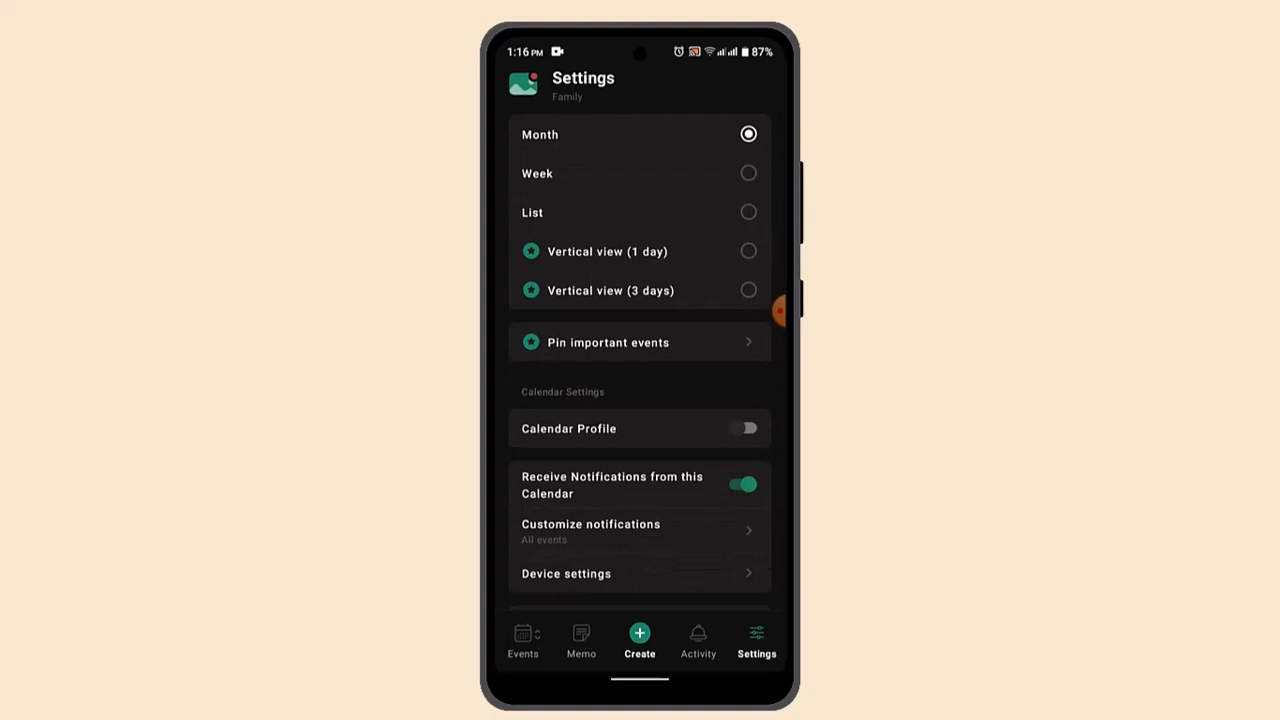 1:16 PM 87%
Settings
Family
Month
Week
List
Vertical view (1 day)
Vertical view (3 days)
Pin important events
Calendar Settings
Calendar Profile
Receive Notifications from this
Calendar
Customize notifications
All events
Device settings
Events Memo Create Activity Settings